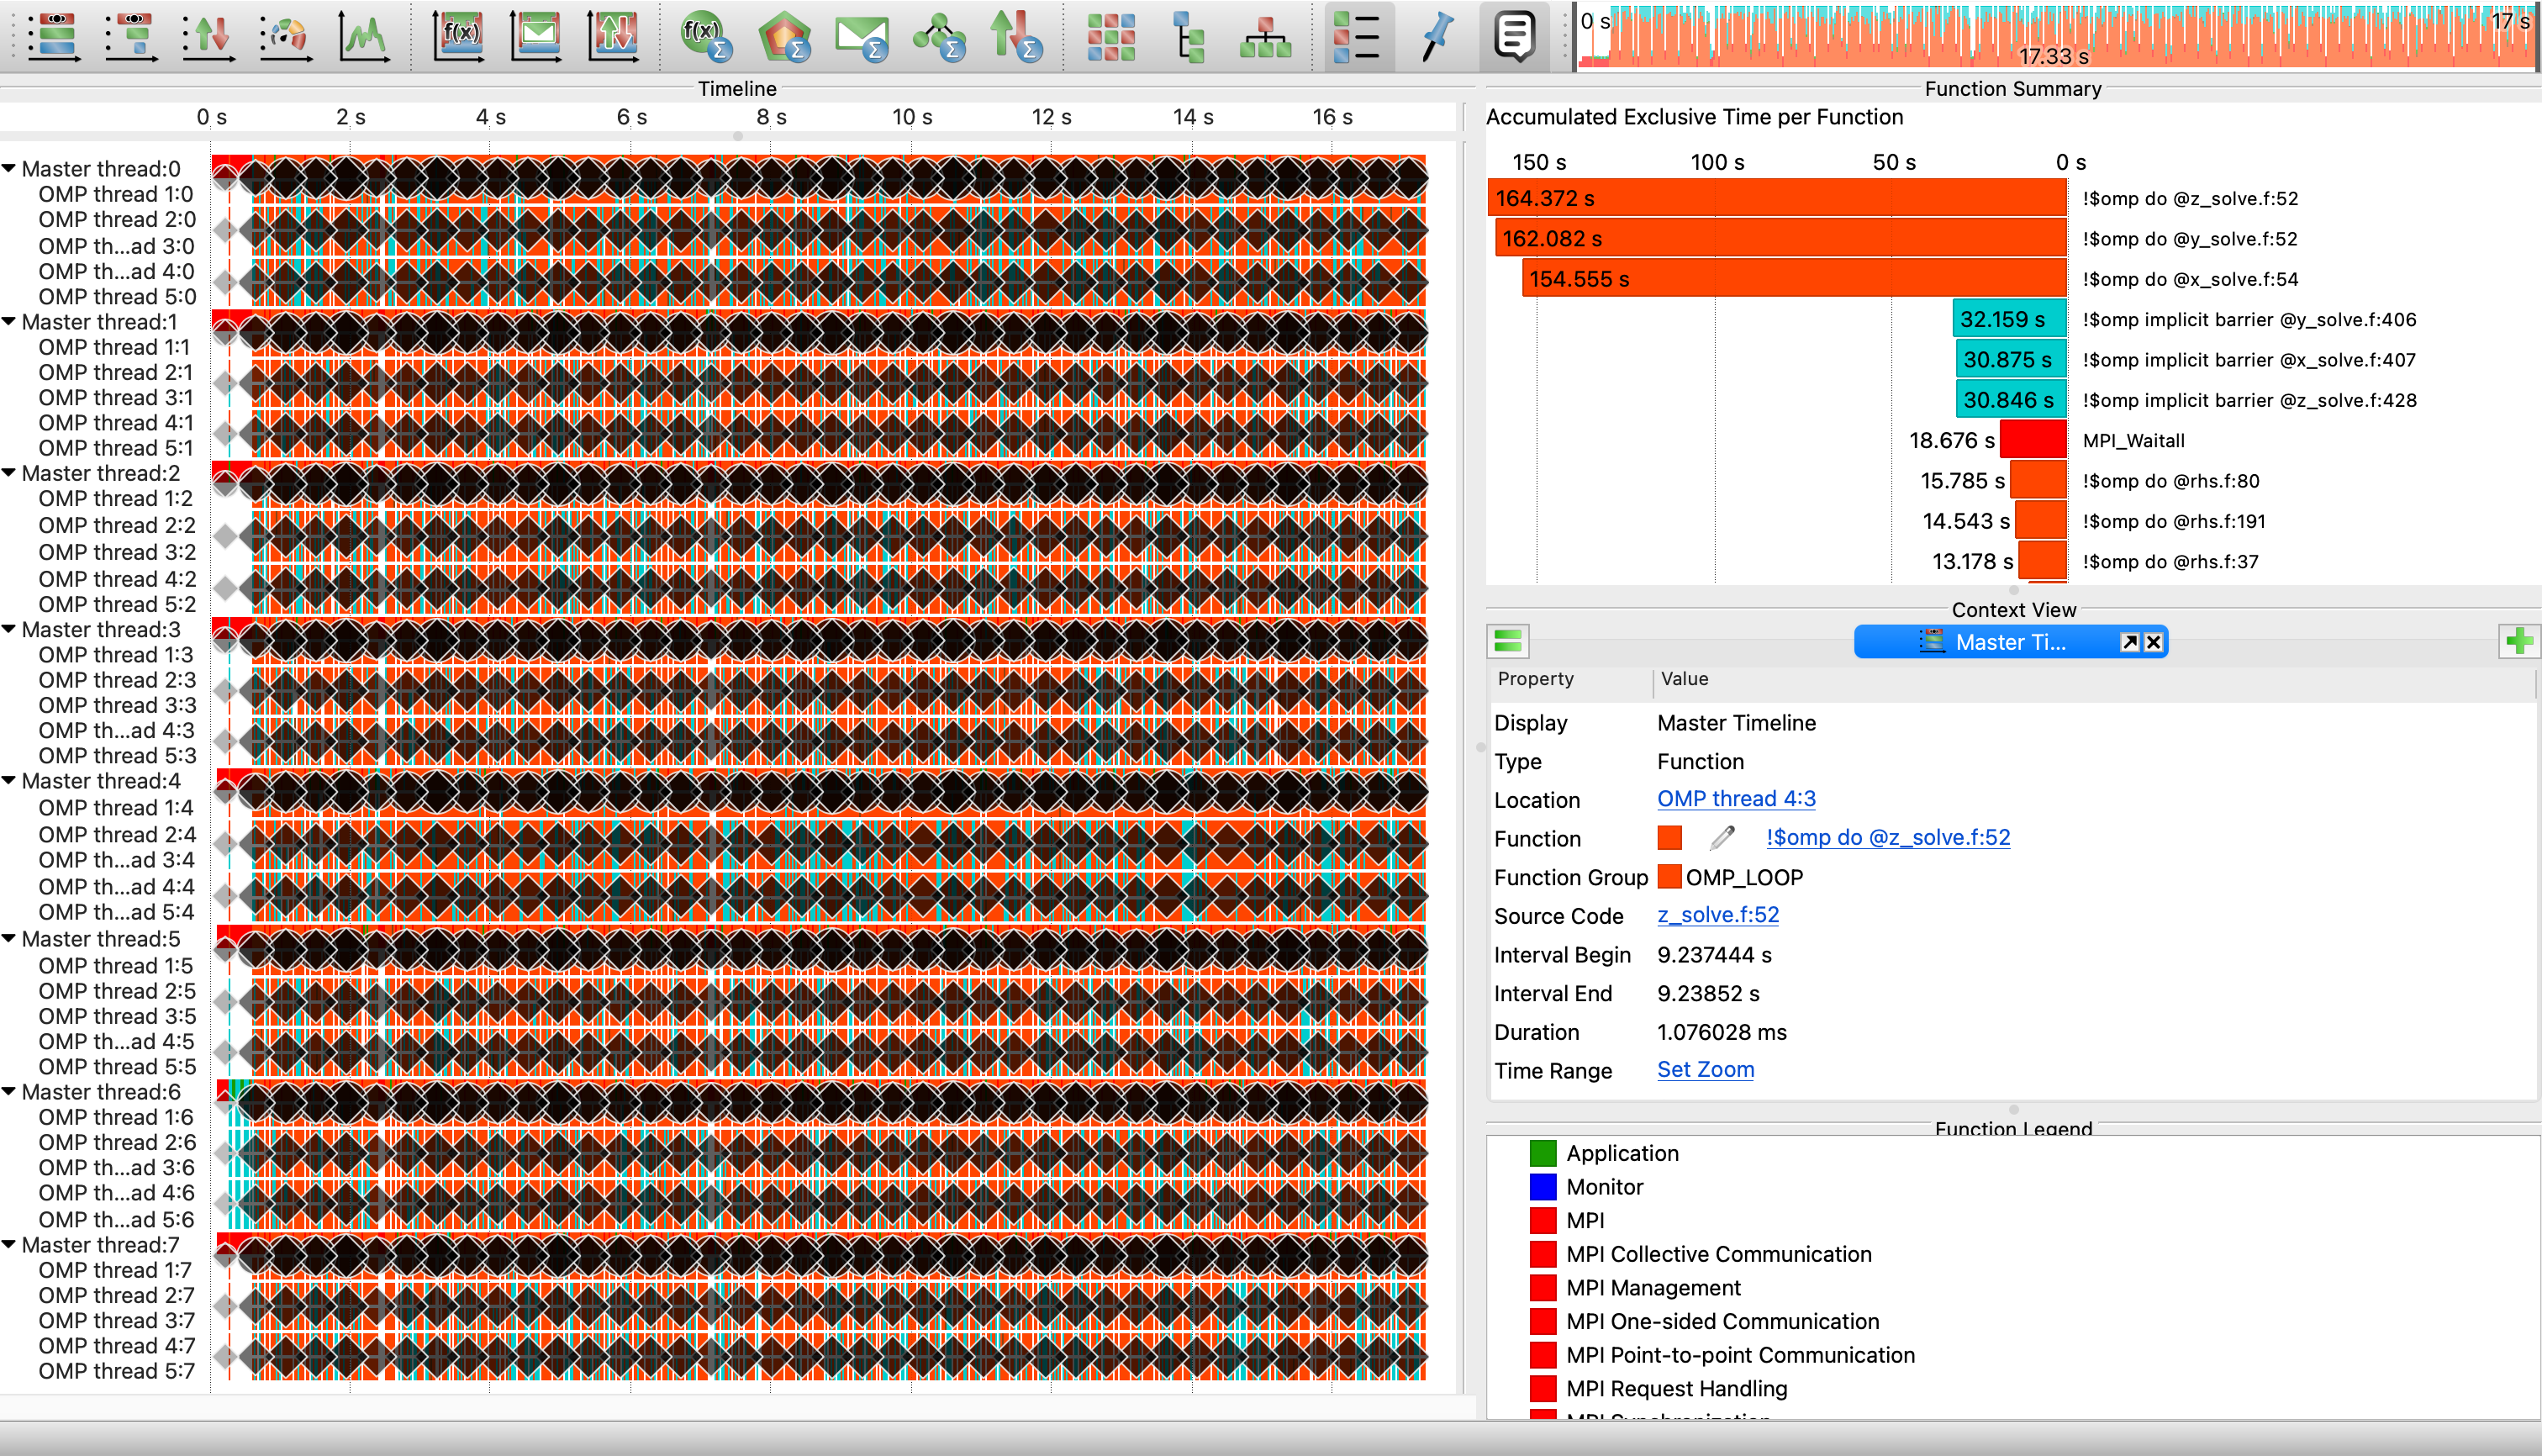 f(x)
f(x)
Σ
Σ
Σ
Σ
Σ
0 s
17 s
17.33 s
Timeline
0 s 2 s 4 s 6 s 8 s 10 s 12 s 14 s 16 s
Master thread:0
OMP thread 1:0
OMP thread 2:0
OMP th...ad 3:0
OMP th...ad 4:0
OMP thread 5:0
Master thread:1
OMP thread 1:1
OMP thread 2:1
OMP thread 3:1
OMP thread 4:1
OMP thread 5:1
Master thread:2
OMP thread 1:2
OMP thread 2:2
OMP thread 3:2
OMP thread 4:2
OMP thread 5:2
Master thread:3
OMP thread 1:3
OMP thread 2:3
OMP thread 3:3
OMP th...ad 4:3
OMP thread 5:3
Master thread:4
OMP thread 1:4
OMP thread 2:4
OMP th...ad 3:4
OMP th...ad 4:4
OMP thread 5:4
Master thread:5
OMP thread 1:5
OMP thread 2:5
OMP thread 3:5
OMP th...ad 4:5
OMP thread 5:5
Master thread:6
OMP thread 1:6
OMP thread 2:6
OMP th...ad 3:6
OMP th...ad 4:6
OMP th...ad 5:6
Master thread:7
OMP thread 1:7
OMP thread 2:7
OMP thread 3:7
OMP thread 4:7
OMP thread 5:7
Function Summary
Accumulated Exclusive Time per Function
150 s 100 s 50 s 0 s
164.372 s !$omp do @z_solve.f:52
162.082 s !$omp do @y_solve.f:52
154.555 s !$omp do @x_solve.f:54
32.159 s !$omp implicit barrier @y_solve.f:406
30.875 s !$omp implicit barrier @x_solve.f:407
30.846 s !$omp implicit barrier @z_solve.f:428
18.676 s MPI_Waitall
15.785 s !$omp do @rhs.f:80
14.543 s !$omp do @rhs.f:191
13.178 s !$omp do @rhs.f:37
Context View
Master Ti...
Property Value
Display Master Timeline
Type Function
Location OMP thread 4:3
Function !$omp do @z_solve.f:52
Function Group OMP_LOOP
Source Code z_solve.f:52
Interval Begin 9.237444 s
Interval End 9.23852 s
Duration 1.076028 ms
Time Range Set Zoom
Function Legend
Application
Monitor
MPI
MPI Collective Communication
MPI Management
MPI One-sided Communication
MPI Point-to-point Communication
MPI Request Handling
MPI Synchronization